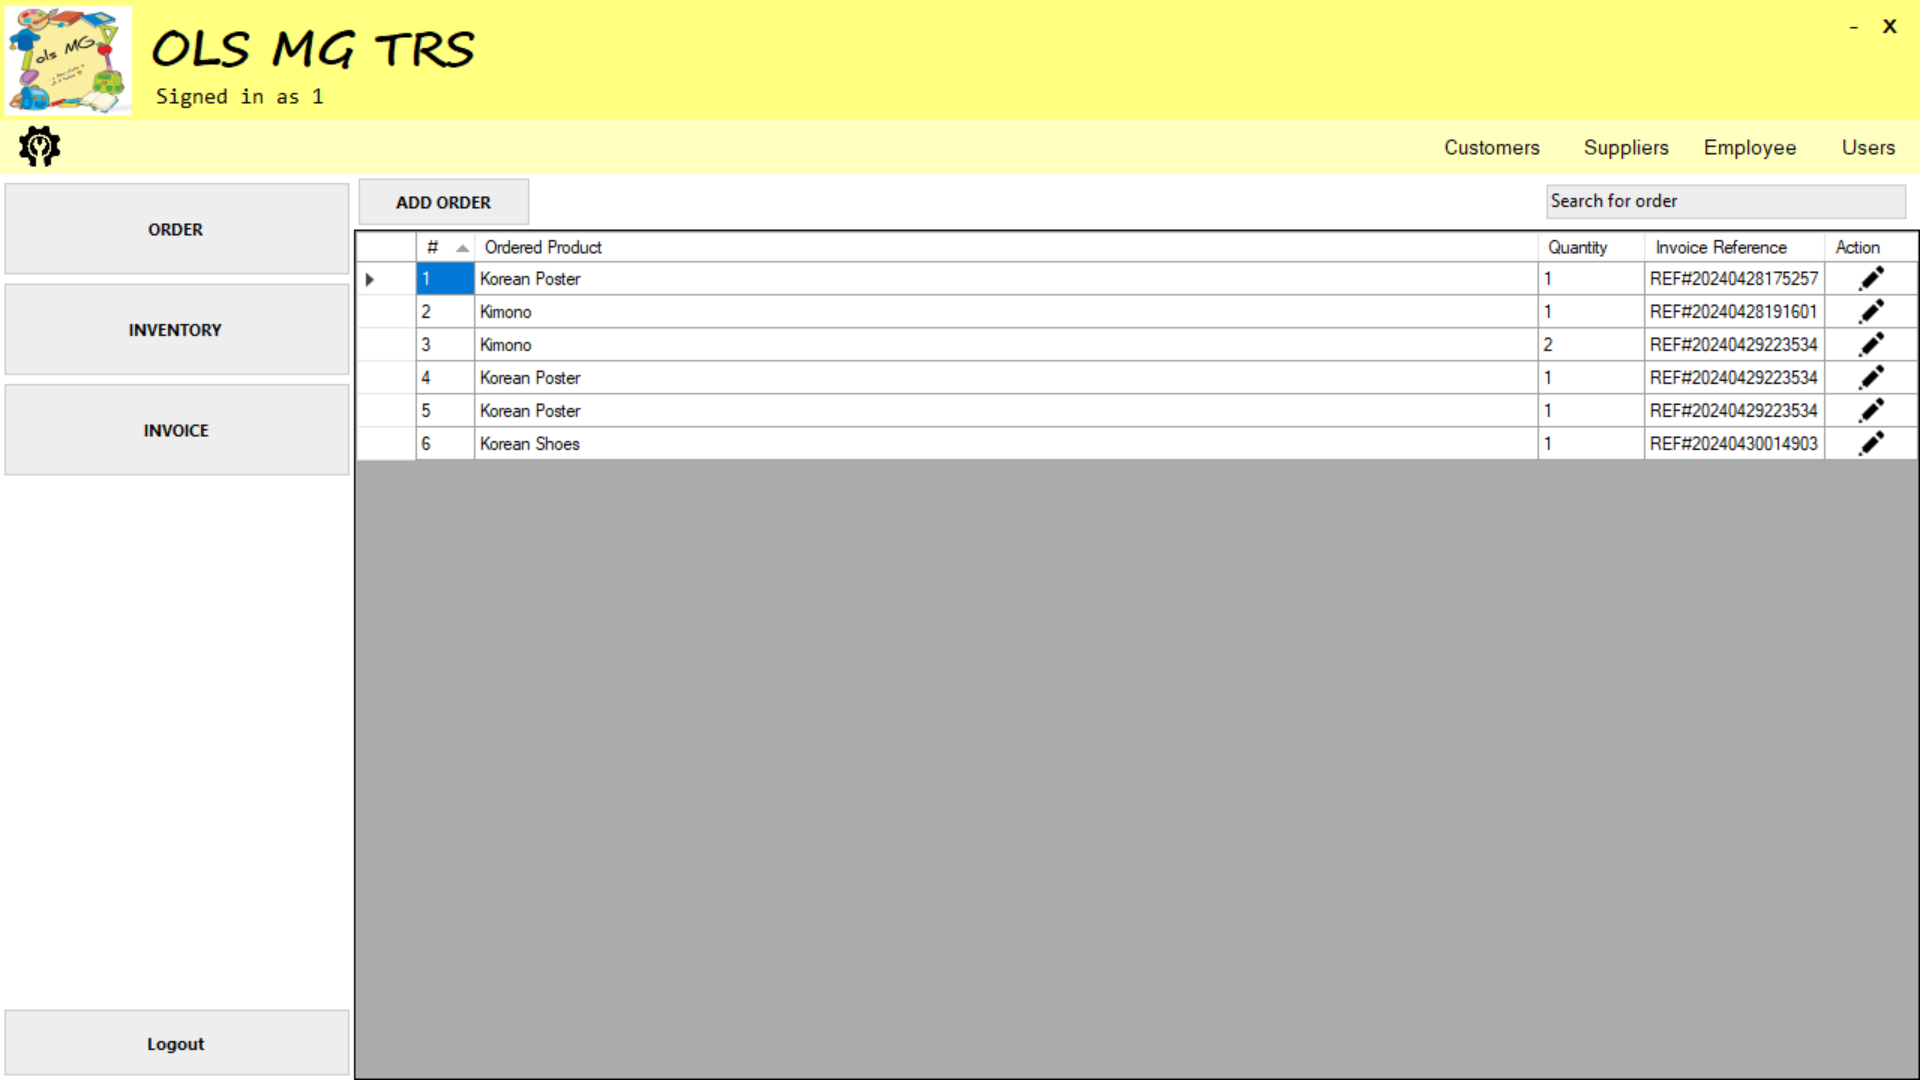 ols MG
OLS MG TRS
Signed in as 1
- X
Customers Suppliers Employee Users
ORDER
INVENTORY
INVOICE
Logout
ADD ORDER
Search for order
# Ordered Product Quantity Invoice Reference Action
1 Korean Poster 1 REF#20240428175257
2 Kimono 1 REF#20240428191601
3 Kimono 2 REF#20240429223534
4 Korean Poster 1 REF#20240429223534
5 Korean Poster 1 REF#20240429223534
6 Korean Shoes 1 REF#20240430014903